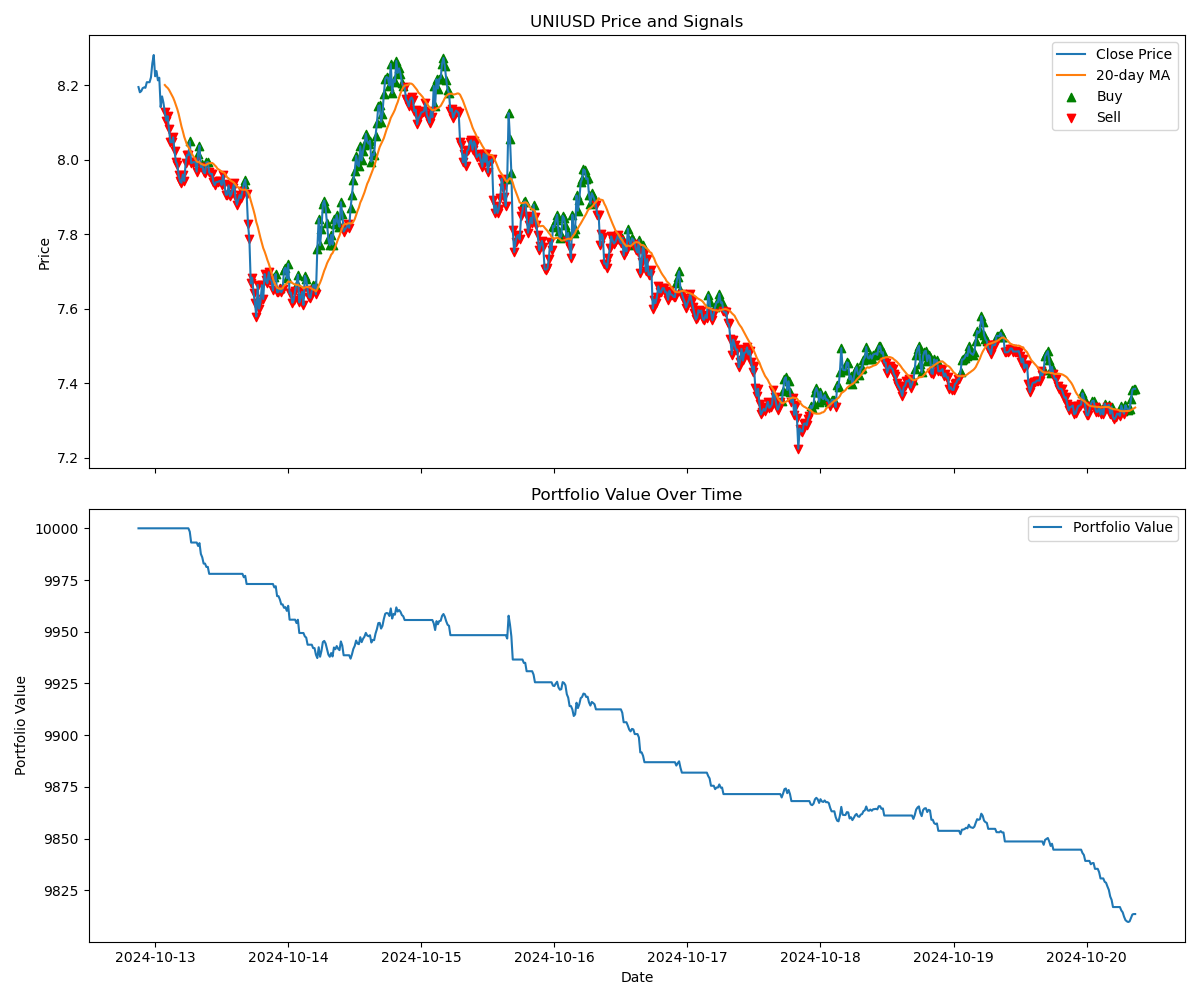 UNIUSD Price and Signals
Price
8.2
8.0
7.8
7.6
7.4
7.2
Close Price
20-day MA
Buy
Sell
Portfolio Value Over Time
Portfolio Value
10000
9975
9950
9925
9900
9875
9850
9825
Portfolio Value
2024-10-13 2024-10-14 2024-10-15 2024-10-16 2024-10-17 2024-10-18 2024-10-19 2024-10-20
Date